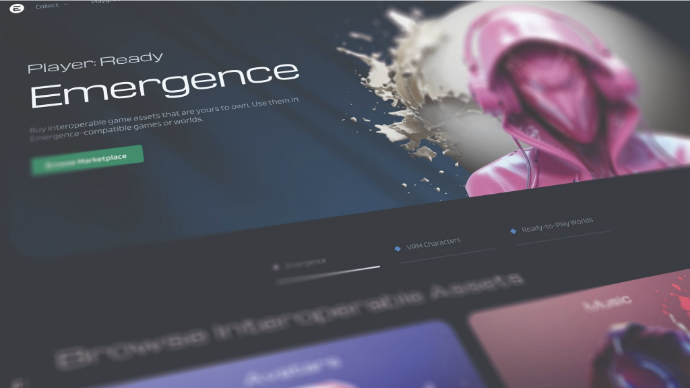 Collect
Player: Ready
Emergence
Buy interoperable game assets that are yours to own. Use them in
Emergence-compatible games or worlds.
Browse Marketplace
Emergence
VRM Characters
Ready-to-Play Worlds
Browse Interoperable Assets
Music
Avatars